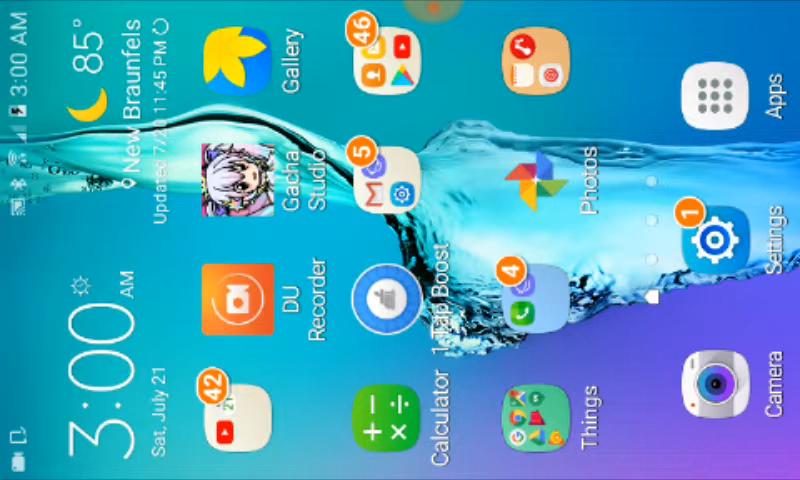 3:00 AM
3:00 AM
Sat, July 21
85°
New Braunfels
Updated 7/20 11:45 PM
42
DU
Recorder
Gacha
Studio
Gallery
Calculator
1 Tap Boost
5
46
Things
4
Photos
Camera
1
Settings
Apps